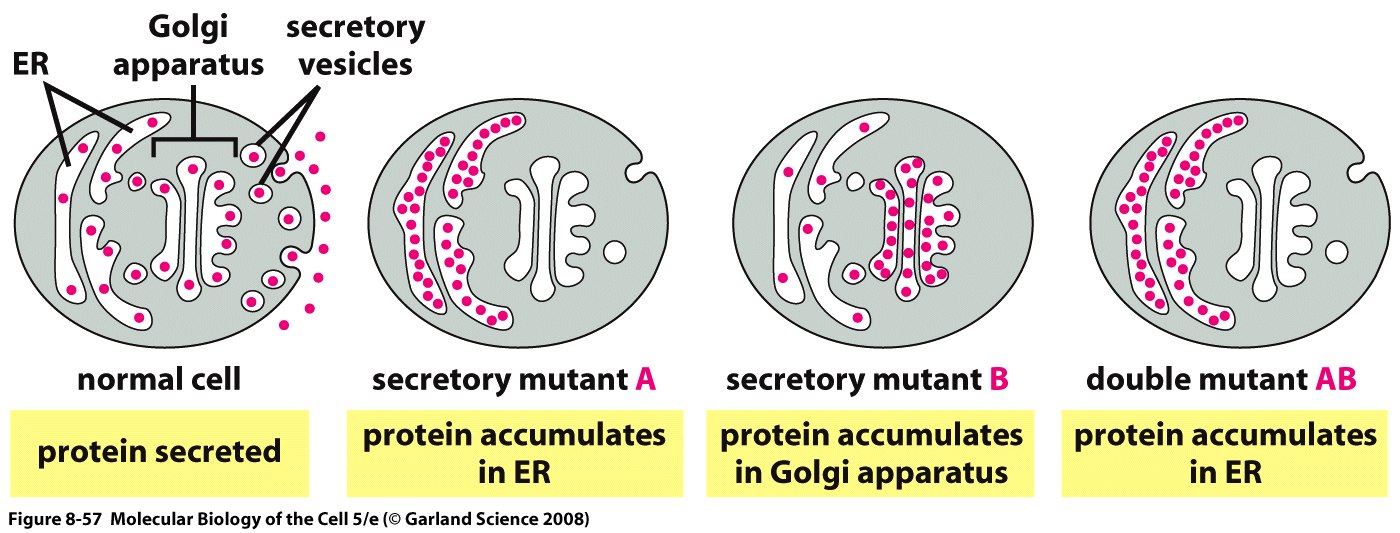 ER
Golgi
apparatus
secretory
vesicles
normal cell
secretory mutant A
secretory mutant B
double mutant AB
protein secreted
protein accumulates
in ER
protein accumulates
in Golgi apparatus
protein accumulates
in ER
Figure 8-57 Molecular Biology of the Cell 5/e (© Garland Science 2008)